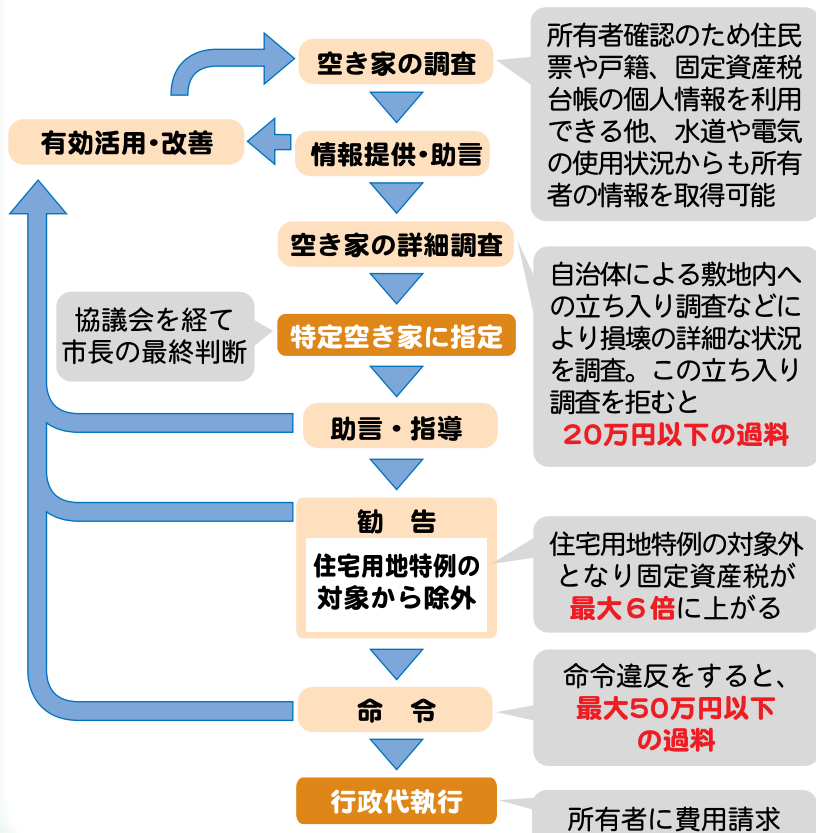 空き家の調査
所有者確認のため住民
票や戸籍、固定資産税
台帳の個人情報を利用
できる他、水道や電気
の使用状況からも所有
者の情報を取得可能
有効活用・改善
情報提供・助言
空き家の詳細調査
自治体による敷地内へ
の立ち入り調査などに
より損壊の詳細な状況
を調査。この立ち入り
調査を拒むと
20万円以下の過料
協議会を経て
市長の最終判断
特定空き家に指定
助言・指導
勧 告
住宅用地特例の
対象から除外
住宅用地特例の対象外
となり固定資産税が
最大6倍に上がる
命 令
命令違反をすると、
最大50万円以下
の過料
行政代執行
所有者に費用請求